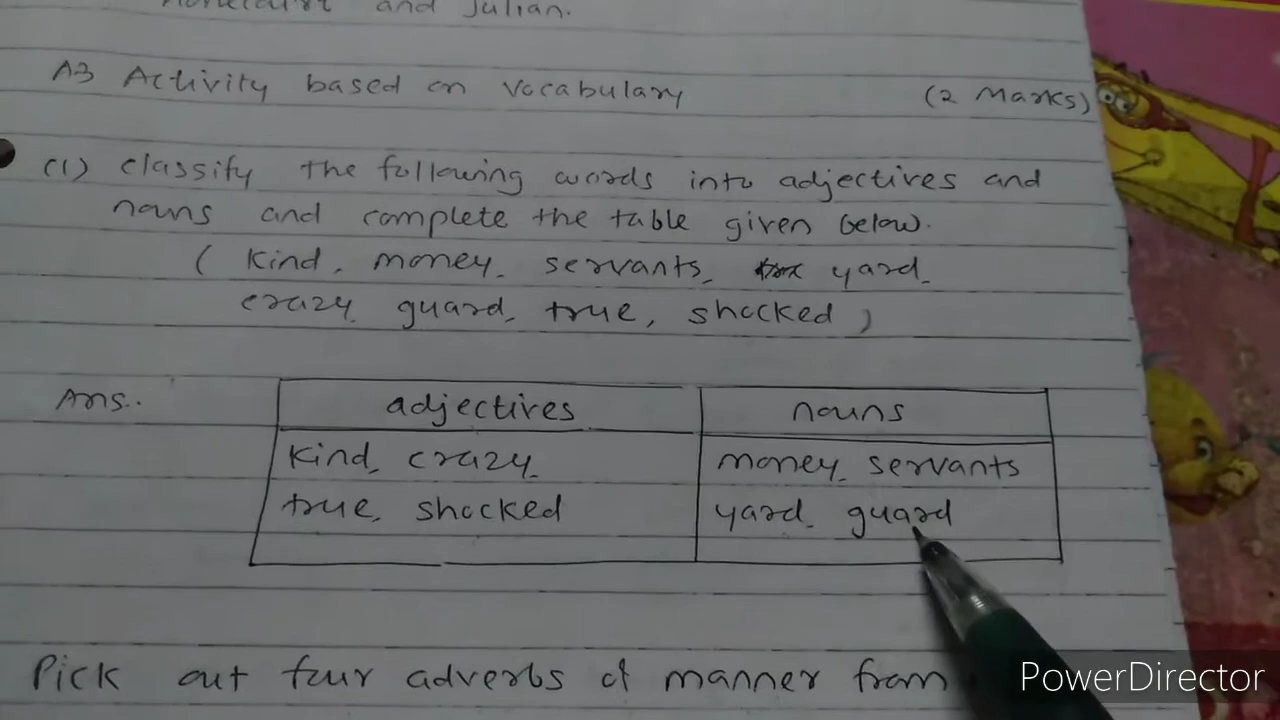 and Julian.
A3 Activity based on vocabulary (2 Marks)
(1) classify the following words into adjectives and
nouns and complete the table given below.
( kind, money, servants, yard,
crazy, guard, true, shocked )
Ans. adjectives nouns
kind, crazy, money, servants
true, shocked yard, guard
Pick out four adverbs of manner from
PowerDirector